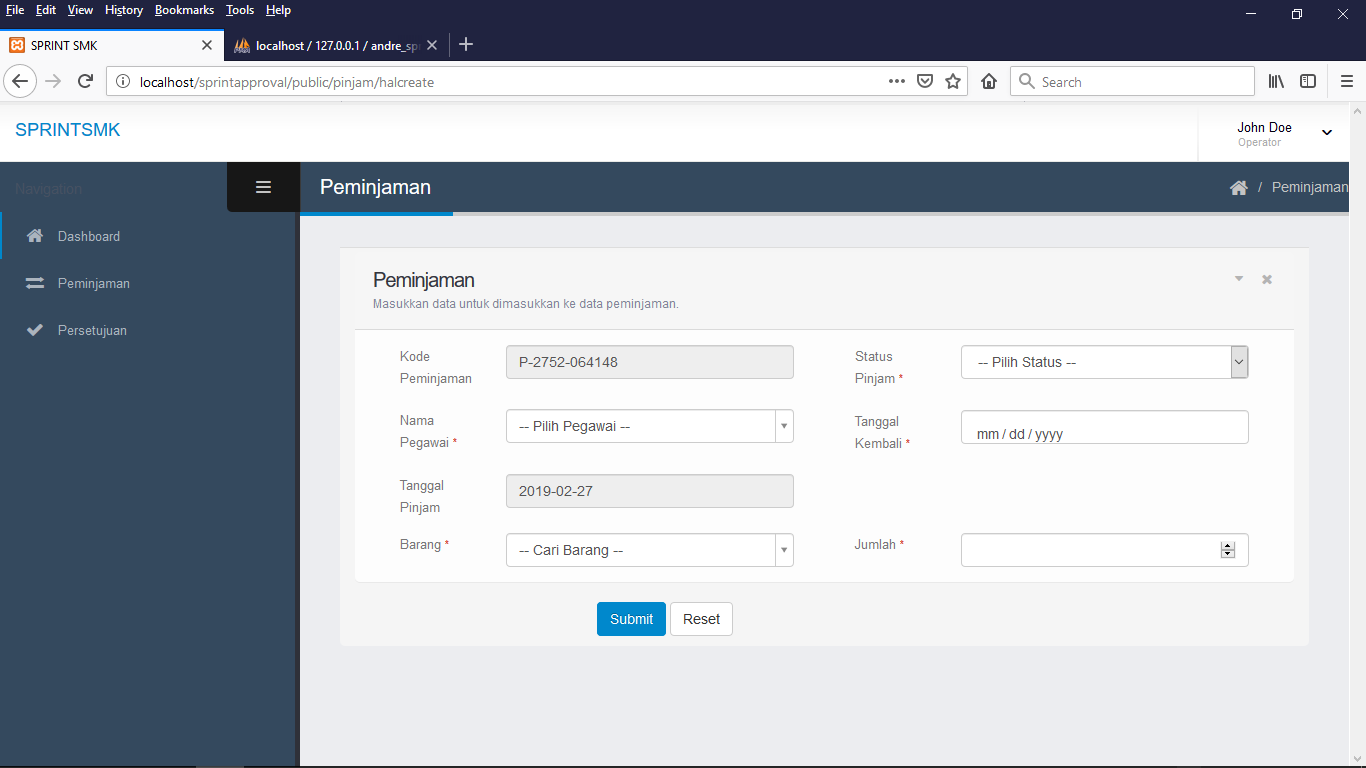 File Edit View History Bookmarks Tools Help
SPRINT SMK
localhost / 127.0.0.1 / andre_sp
localhost/sprintapproval/public/pinjam/halcreate
Search
SPRINTSMK
John Doe
Operator
Navigation
Peminjaman
/ Peminjaman
Dashboard
Peminjaman
Persetujuan
Peminjaman
Masukkan data untuk dimasukkan ke data peminjaman.
Kode
Peminjaman
P-2752-064148
Status
Pinjam *
-- Pilih Status --
Nama
Pegawai *
-- Pilih Pegawai --
Tanggal
Kembali *
mm / dd / yyyy
Tanggal
Pinjam
2019-02-27
Barang *
-- Cari Barang --
Jumlah *
Submit
Reset